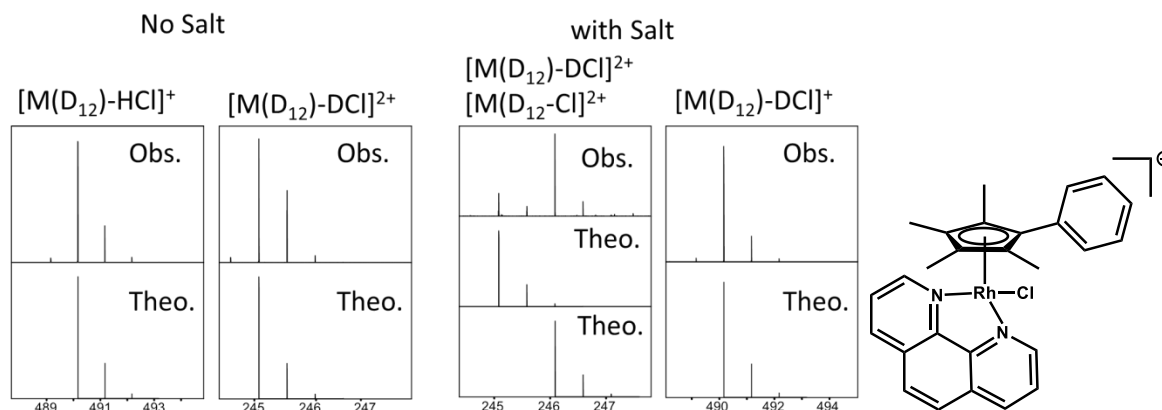 No Salt
with Salt
[M(D12)-HCl]+
[M(D12)-DCl]2+
[M(D12)-DCl]2+
[M(D12-Cl]2+
[M(D12)-DCl]+
Obs.
Obs.
Obs.
Obs.
Theo.
Theo.
Theo.
Theo.
Theo.
489 491 493
245 246 247
245 246 247
490 492 494
N
Rh
Cl
N
⊕